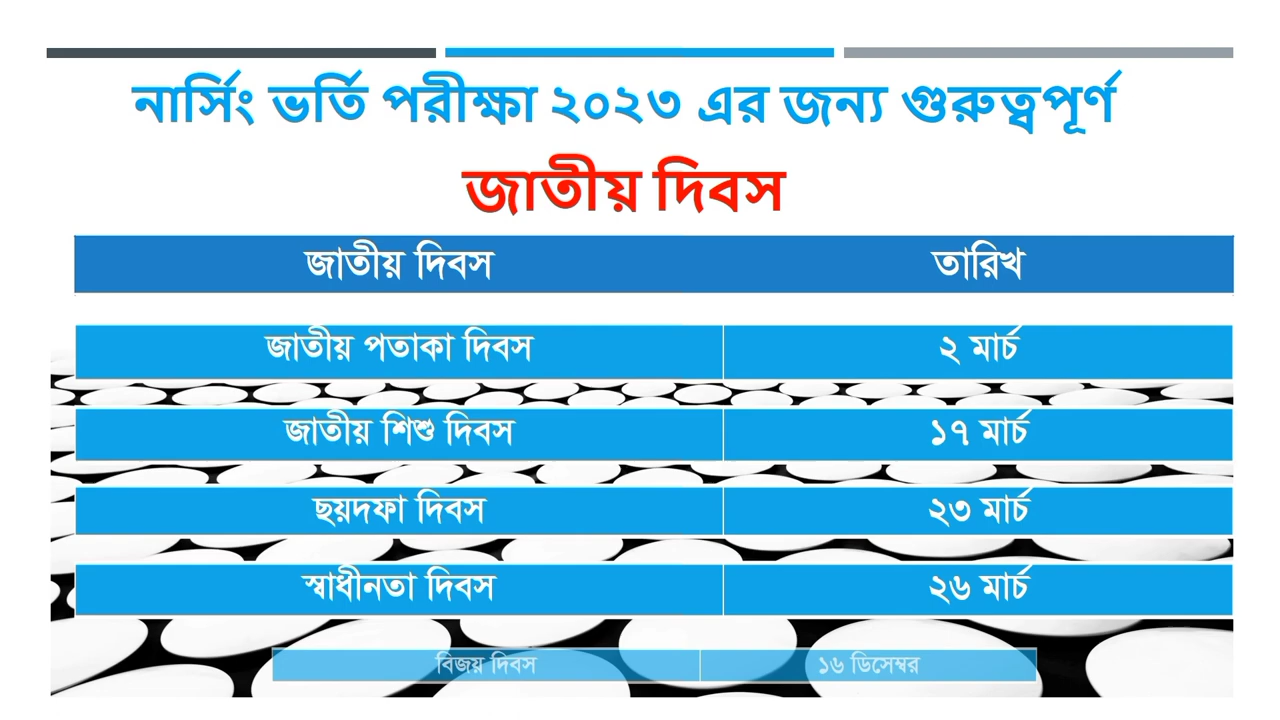 নার্সিং ভর্তি পরীক্ষা ২০২৩ এর জন্য গুরুত্বপূর্ণ
জাতীয় দিবস
জাতীয় দিবস তারিখ
জাতীয় পতাকা দিবস ২ মার্চ
জাতীয় শিশু দিবস ১৭ মার্চ
ছয়দফা দিবস ২৩ মার্চ
স্বাধীনতা দিবস ২৬ মার্চ
বিজয় দিবস ১৬ ডিসেম্বর